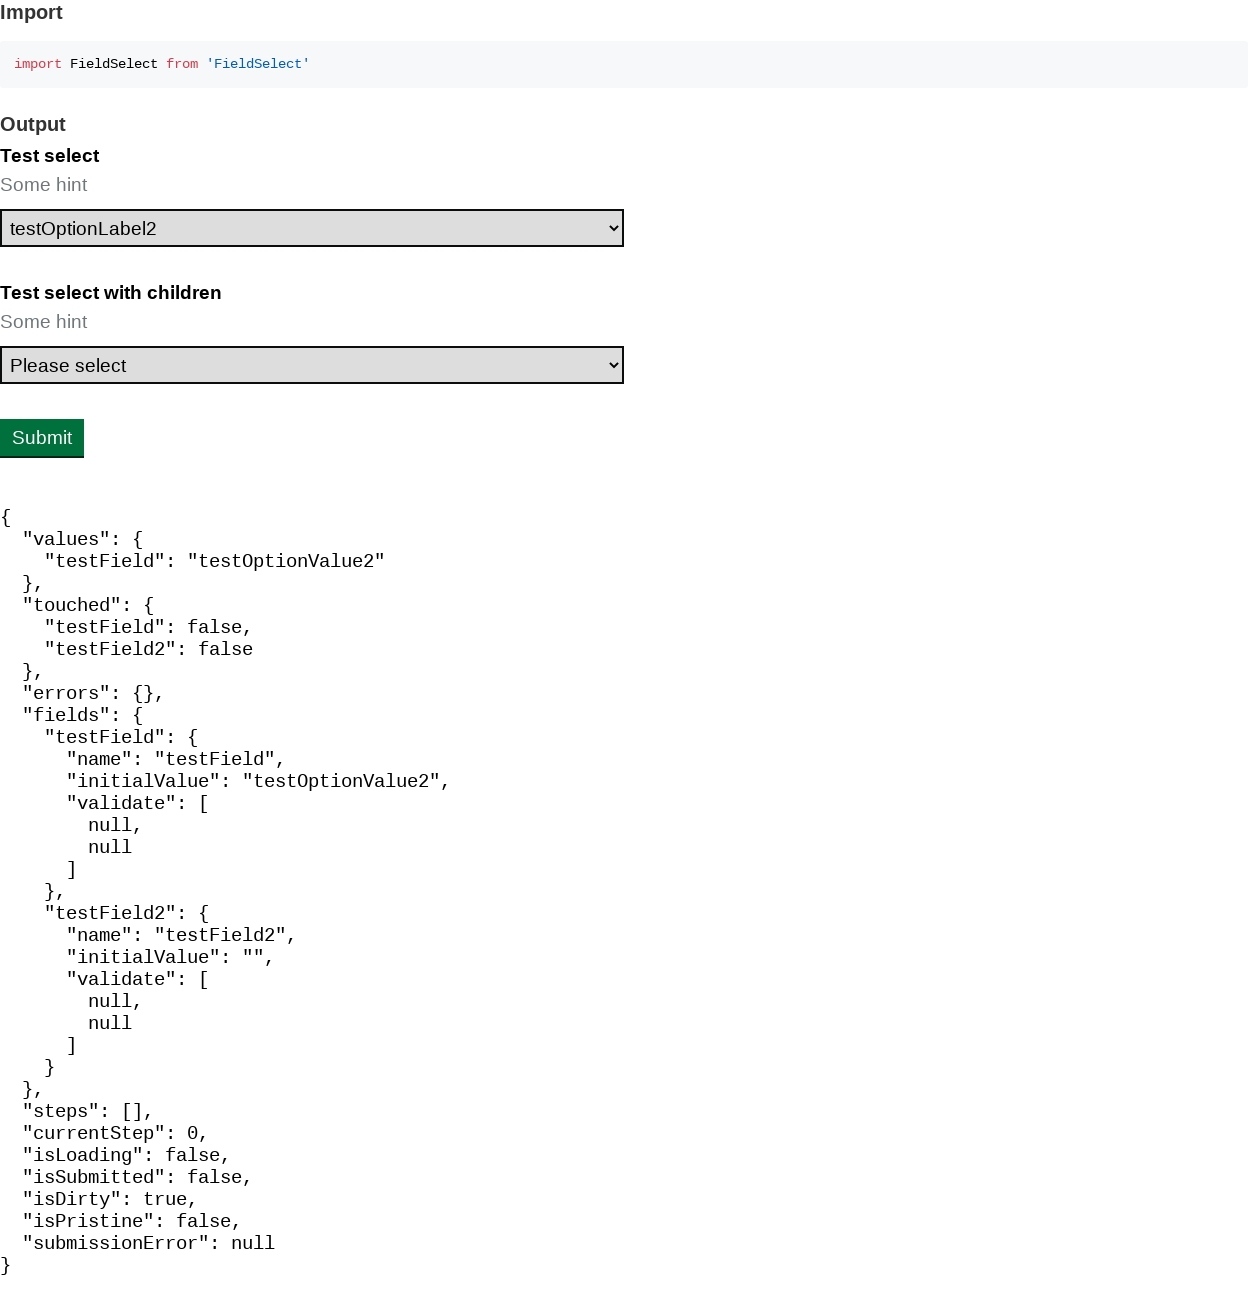 Import
import FieldSelect from 'FieldSelect'
Output
Test select
Some hint
testOptionLabel2
Test select with children
Some hint
Please select
Submit
{
  "values": {
    "testField": "testOptionValue2"
  },
  "touched": {
    "testField": false,
    "testField2": false
  },
  "errors": {},
  "fields": {
    "testField": {
      "name": "testField",
      "initialValue": "testOptionValue2",
      "validate": [
        null,
        null
      ]
    },
    "testField2": {
      "name": "testField2",
      "initialValue": "",
      "validate": [
        null,
        null
      ]
    }
  },
  "steps": [],
  "currentStep": 0,
  "isLoading": false,
  "isSubmitted": false,
  "isDirty": true,
  "isPristine": false,
  "submissionError": null
}